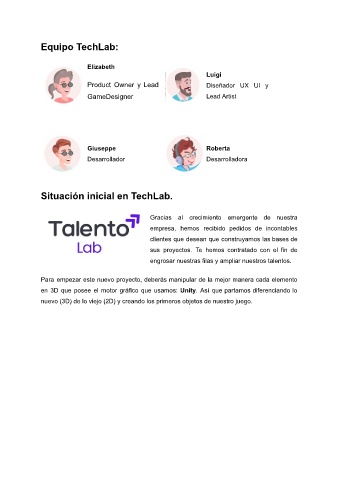 Equipo TechLab:
Elizabeth
Product Owner y Lead
GameDesigner
Luigi
Diseñador UX UI y
Lead Artist
Giuseppe
Desarrollador
Roberta
Desarrolladora
Situación inicial en TechLab.
Talento
Lab
Gracias al crecimiento emergente de nuestra
empresa, hemos recibido pedidos de incontables
clientes que desean que construyamos las bases de
sus proyectos. Te hemos contratado con el fin de
engrosar nuestras filas y ampliar nuestros talentos.
Para empezar este nuevo proyecto, deberás manipular de la mejor manera cada elemento
en 3D que posee el motor gráfico que usamos: Unity. Así que partamos diferenciando lo
nuevo (3D) de lo viejo (2D) y creando los primeros objetos de nuestro juego.